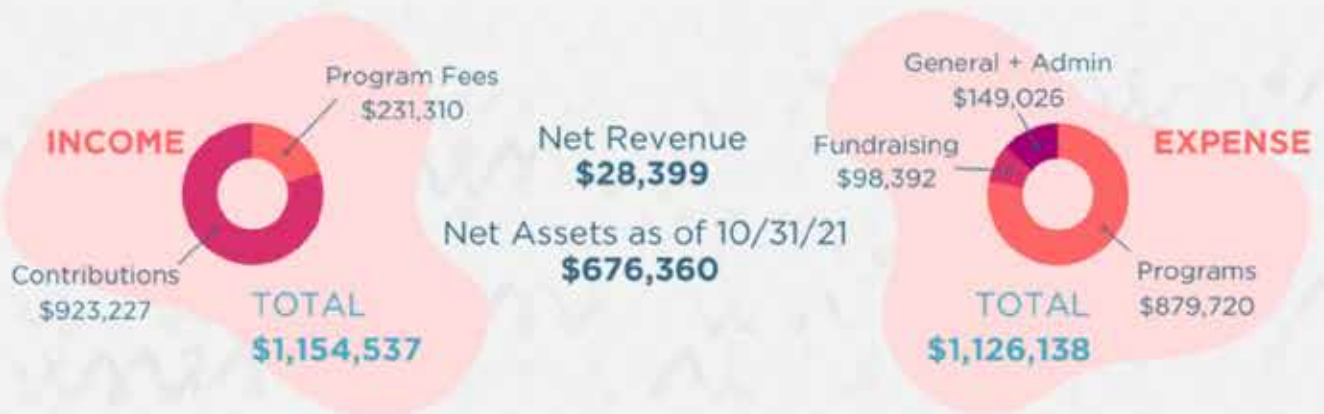 INCOME
Program Fees
$231,310
Contributions
$923,227
TOTAL
$1,154,537
Net Revenue
$28,399
Net Assets as of 10/31/21
$676,360
General + Admin
$149,026
Fundraising
$98,392
EXPENSE
Programs
$879,720
TOTAL
$1,126,138